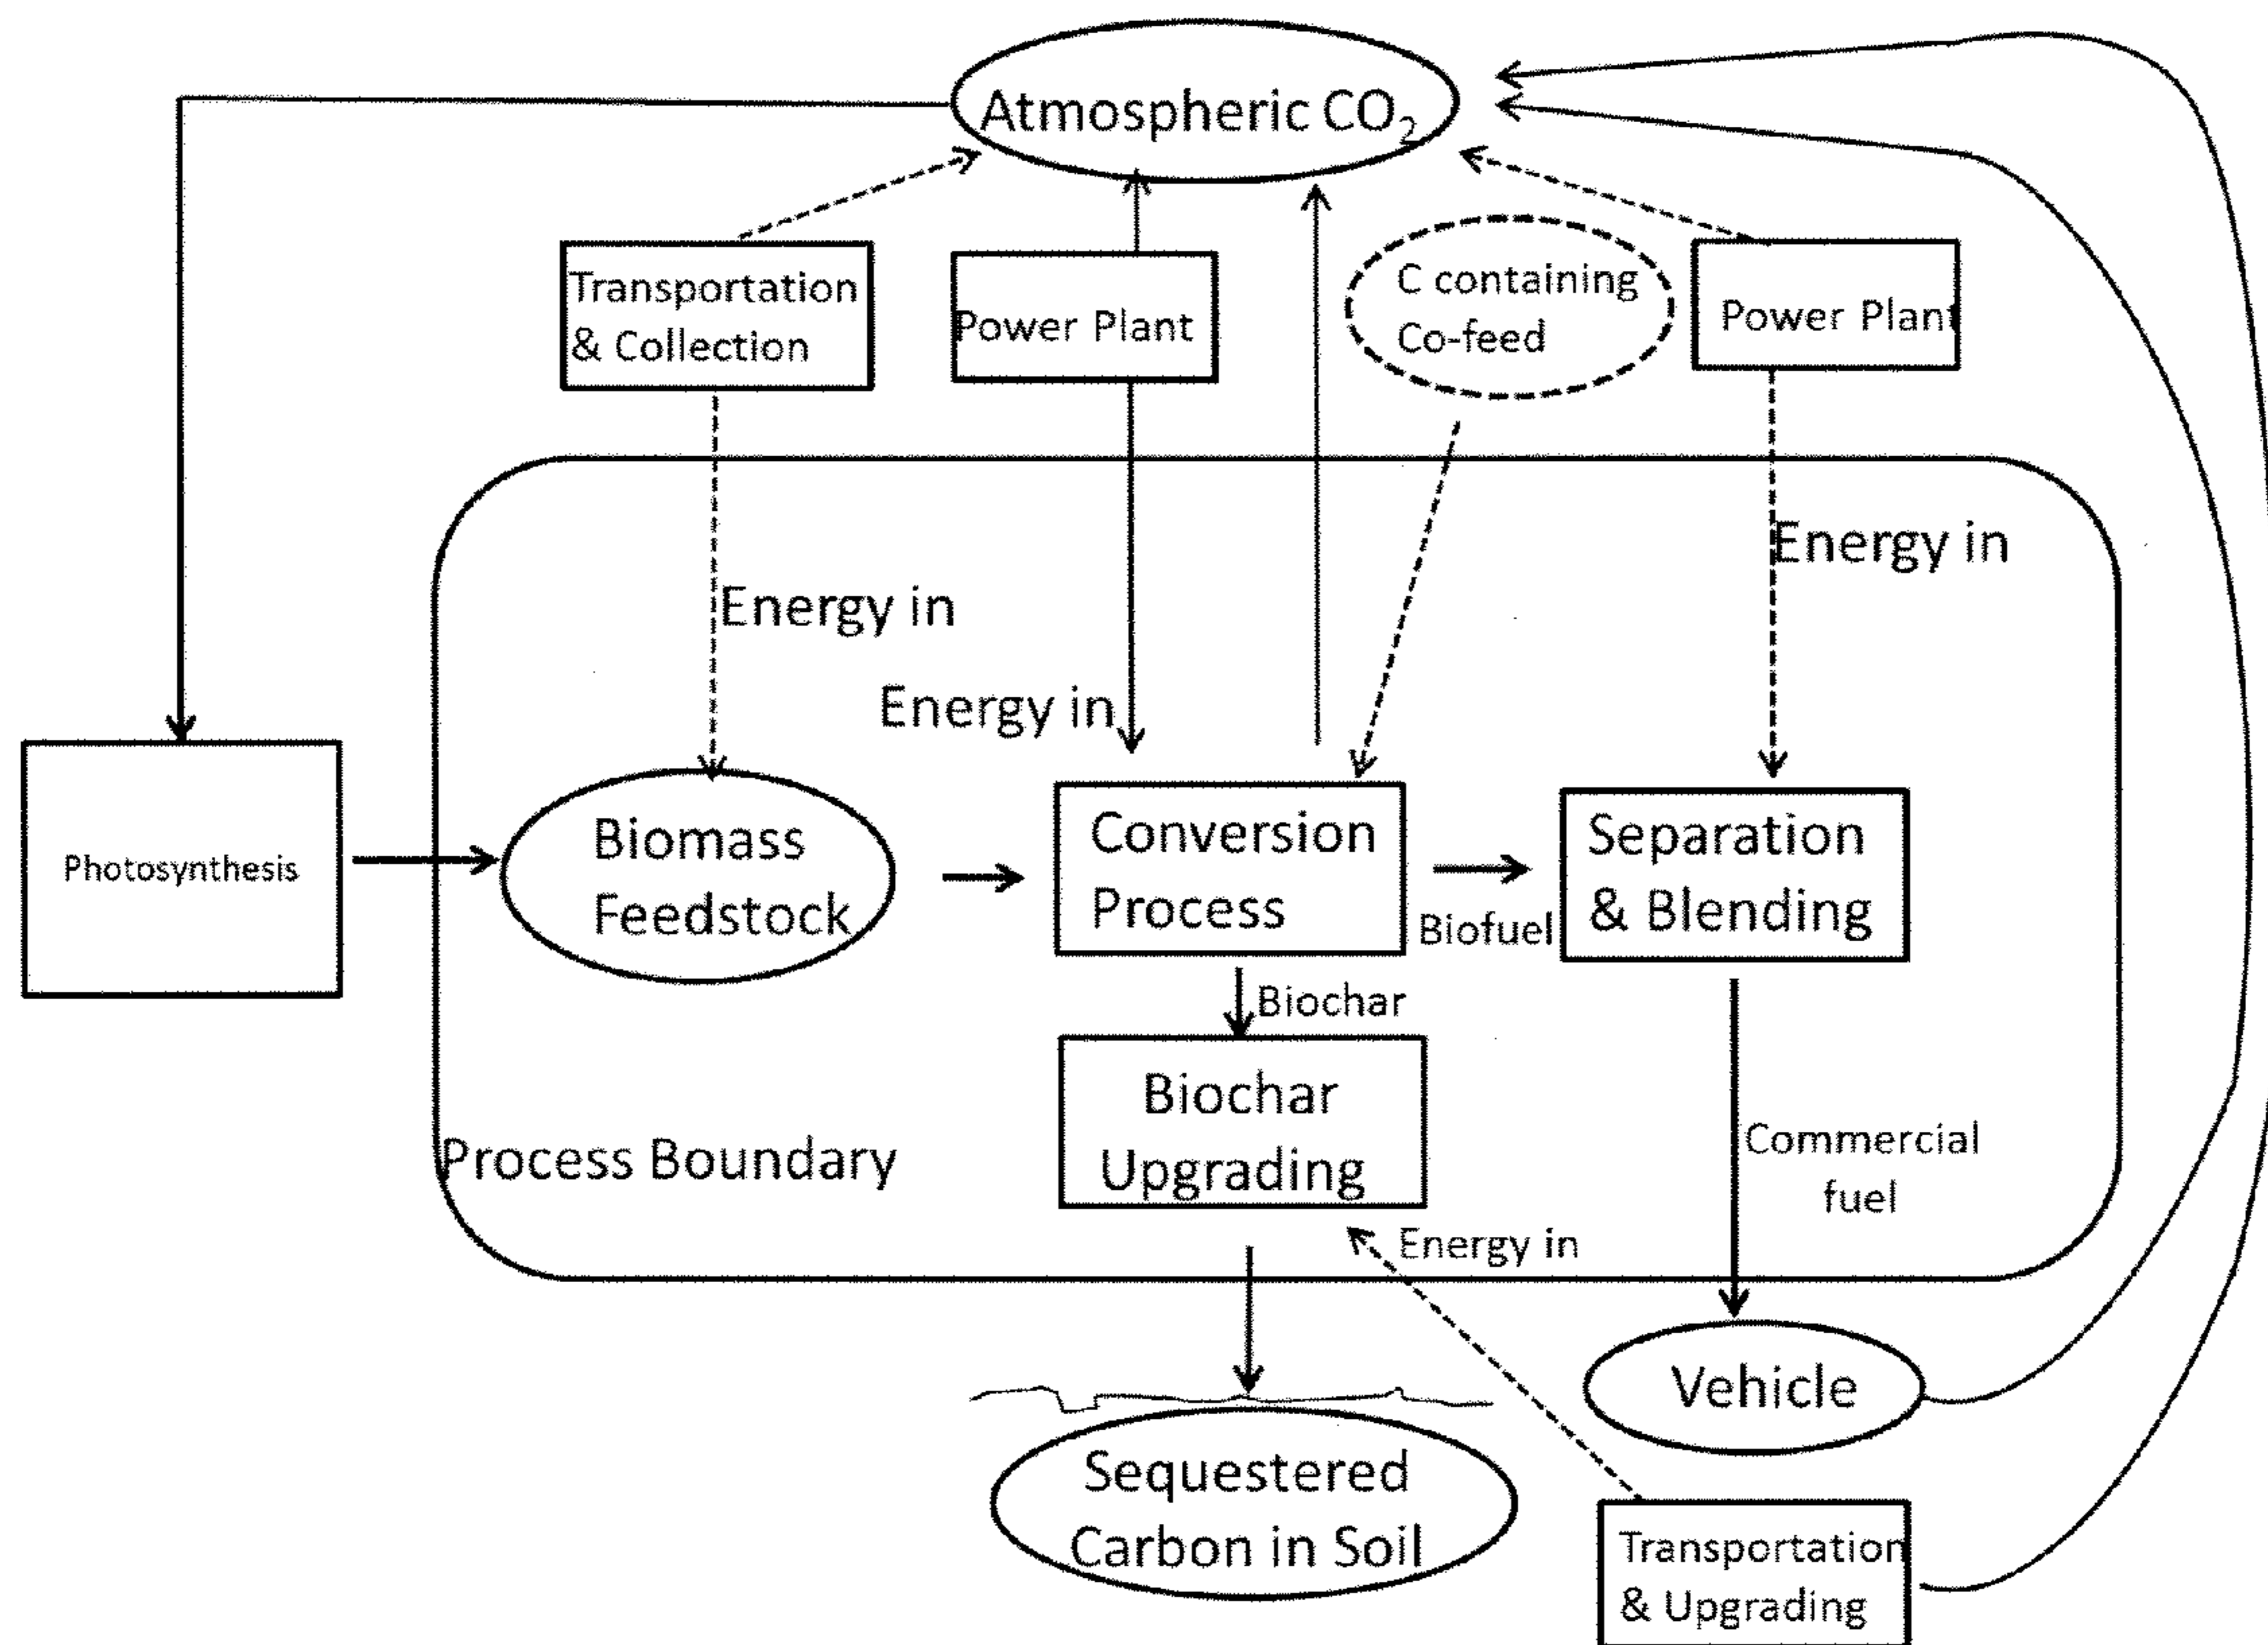 Atmospheric CO₂
Transportation
& Collection
Power Plant
C containing
Co-feed
Power Plant
Energy in
Energy in
Energy in
Photosynthesis
Biomass
Feedstock
Conversion
Process
Biofuel
Separation
& Blending
Biochar
Biochar
Upgrading
Process Boundary
Commercial
fuel
Energy in
Vehicle
Sequestered
Carbon in Soil
Transportation
& Upgrading